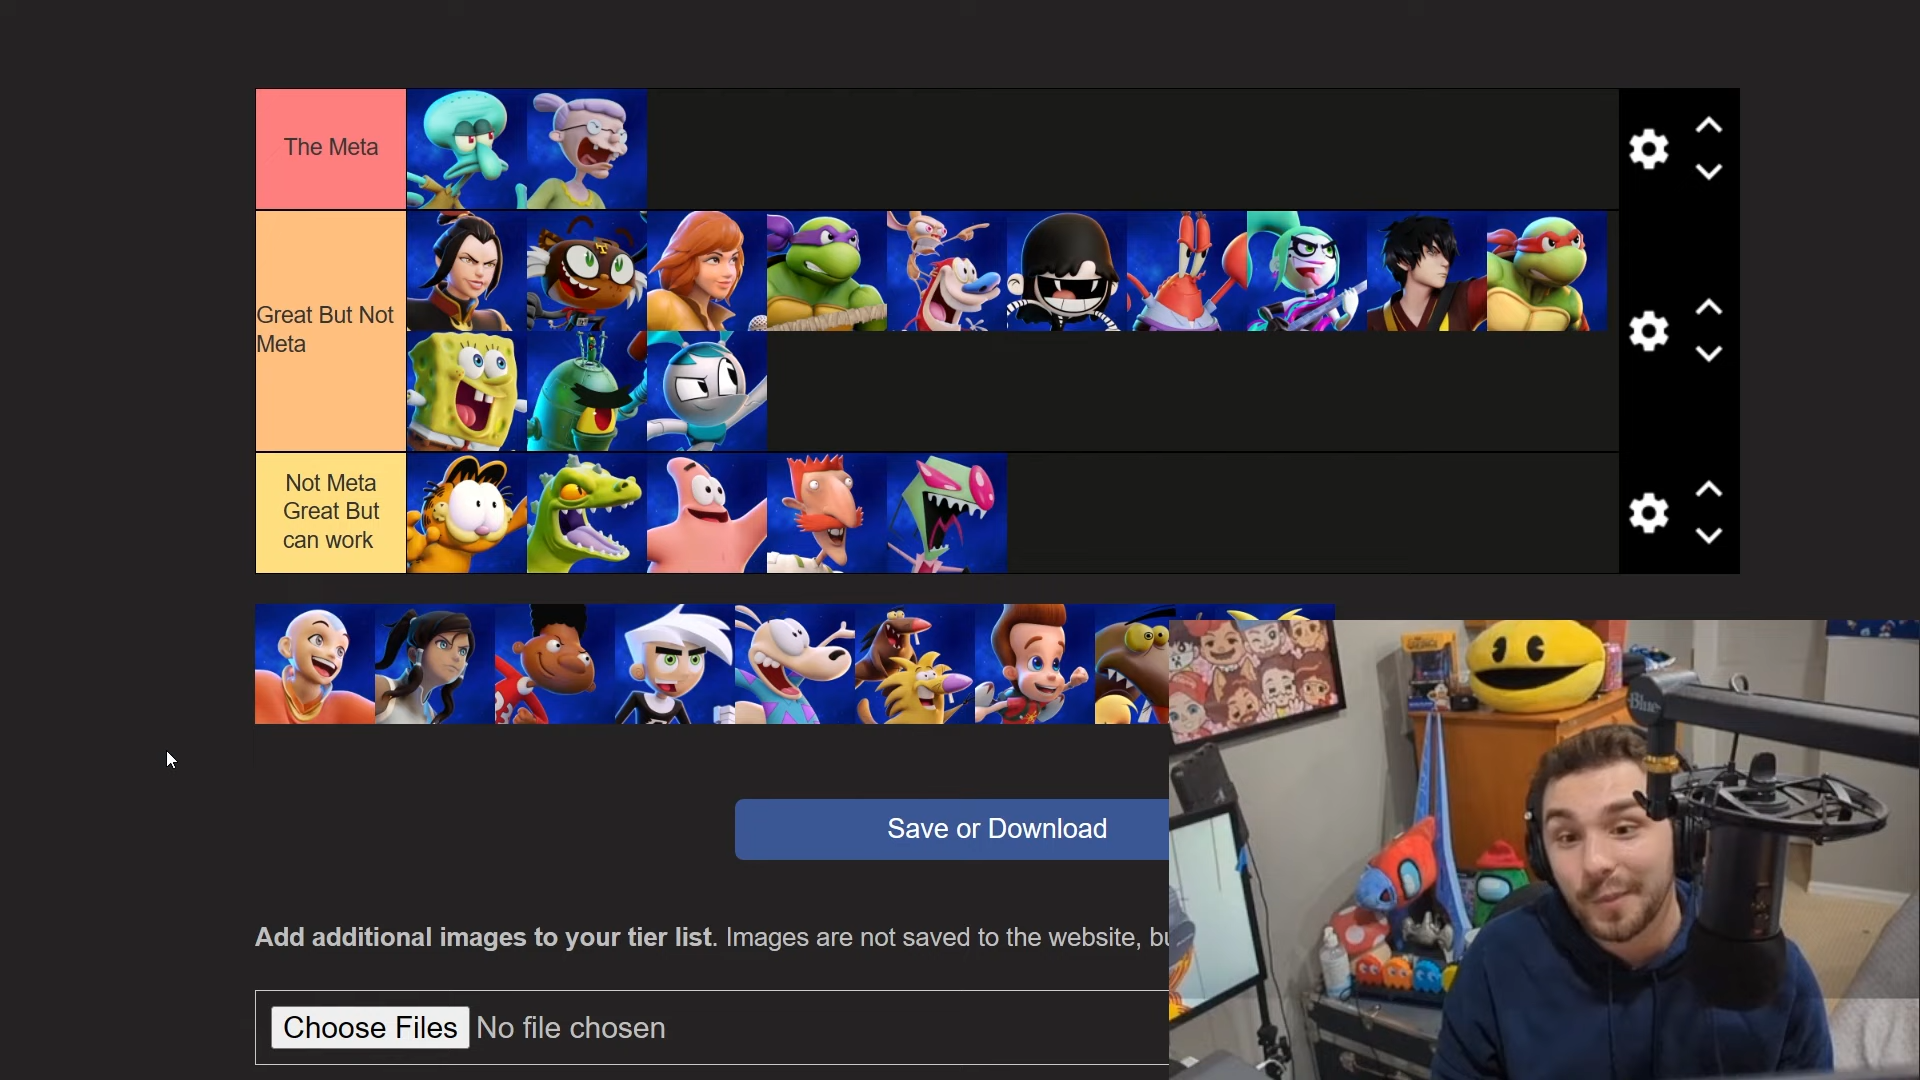 The Meta
Great But Not
Meta
Not Meta
Great But
can work
Save or Download
Add additional images to your tier list. Images are not saved to the website, bu
Choose Files No file chosen
Blue